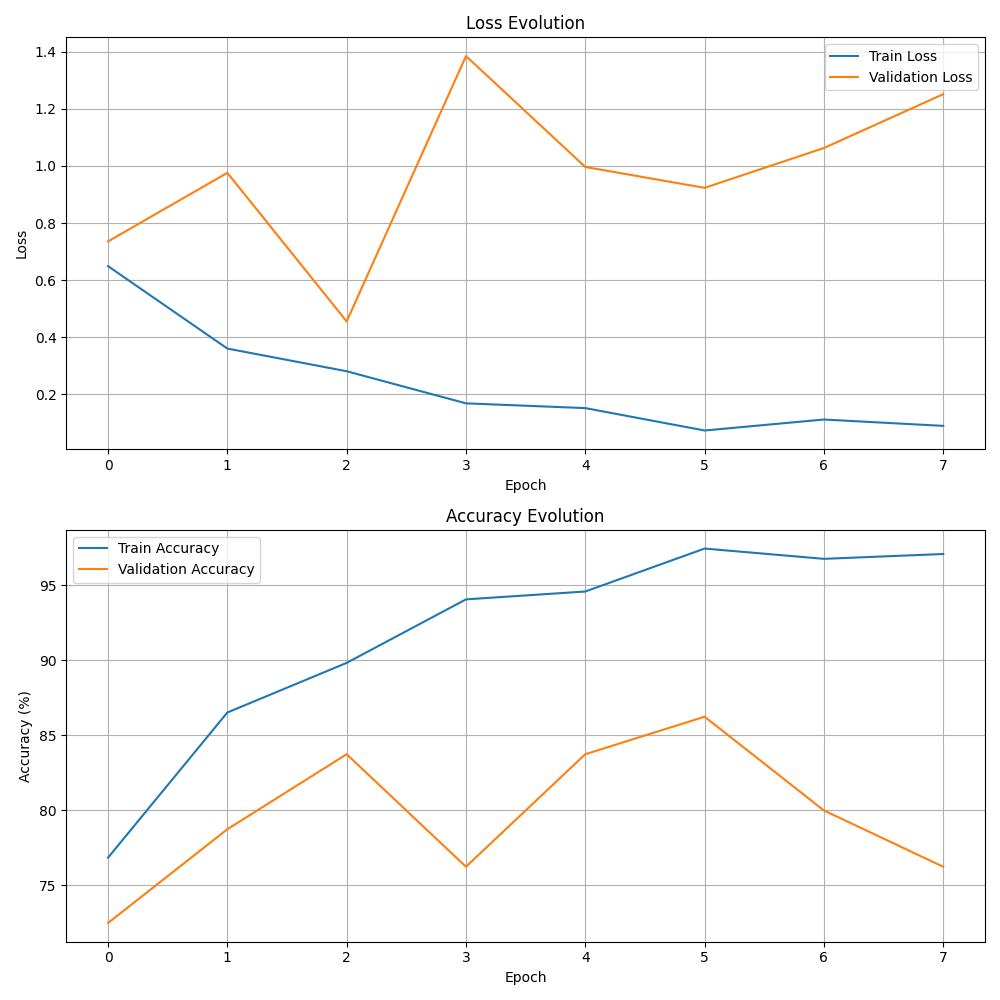 Loss Evolution
1.4
1.2
1.0
0.8
0.6
0.4
0.2
Loss
Train Loss
Validation Loss
0 1 2 3 4 5 6 7
Epoch
Accuracy Evolution
95
90
85
80
75
Accuracy (%)
Train Accuracy
Validation Accuracy
0 1 2 3 4 5 6 7
Epoch